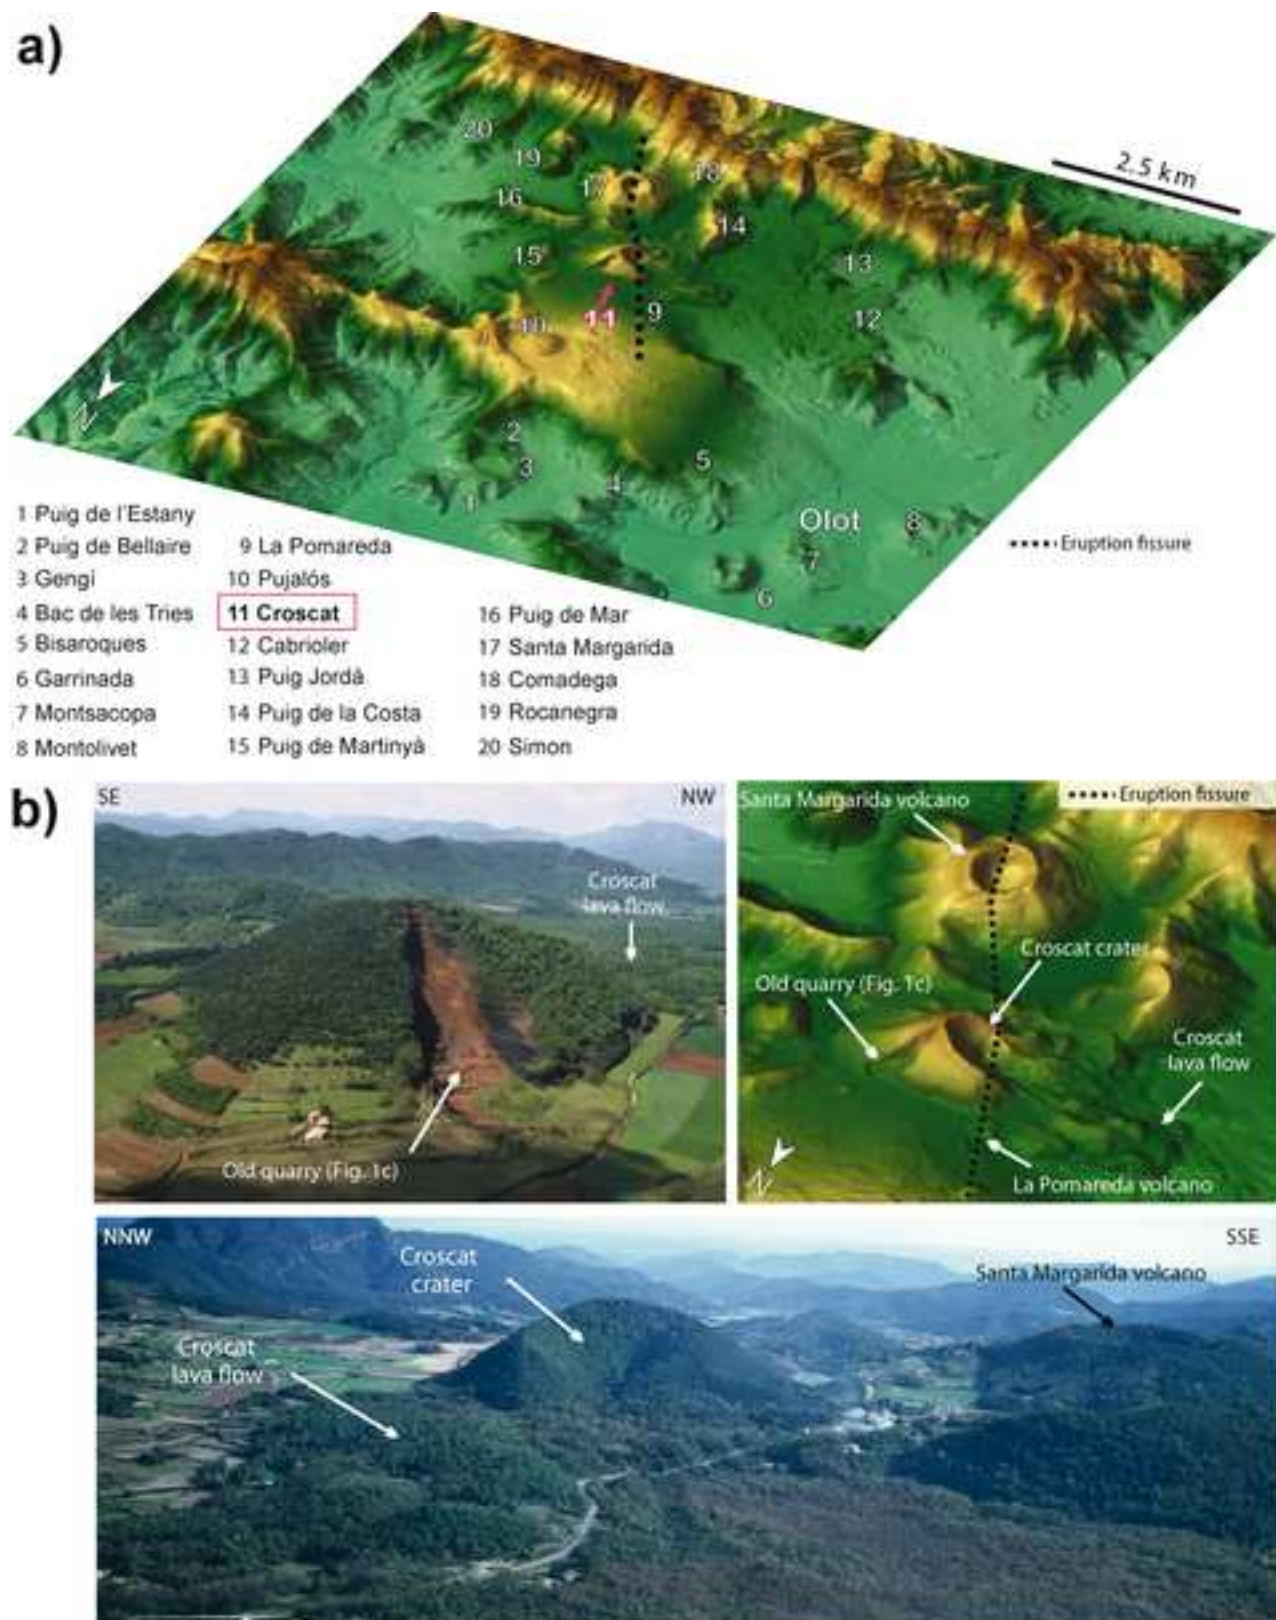 a)
2.5 km
20
19
17
18
16
14
15
13
11
9
12
10
2
3
5
4
1
Olot
8
7
6
N
Eruption fissure
1 Puig de l'Estany
2 Puig de Bellaire
3 Gengí
4 Bac de les Tries
5 Bisaroques
6 Garrinada
7 Montsacopa
8 Montolivet
9 La Pomareda
10 Pujalós
11 Croscat
12 Cabrioler
13 Puig Jordà
14 Puig de la Costa
15 Puig de Martinyà
16 Puig de Mar
17 Santa Margarida
18 Comadega
19 Rocanegra
20 Simon
b)
SE
NW
Croscat
lava flow
Old quarry (Fig. 1c)
Santa Margarida volcano
Eruption fissure
Croscat crater
Old quarry (Fig. 1c)
Croscat
lava flow
N
La Pomareda volcano
NNW
SSE
Croscat
crater
Santa Margarida volcano
Croscat
lava flow